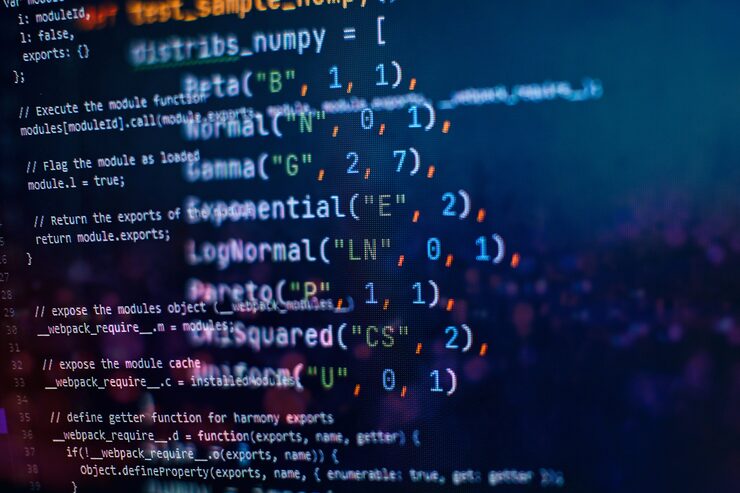 var module
i: moduleId,
l: false,
exports: {}
};
// Execute the module function
modules[moduleId].call(module.exports, module, module.exports, __webpack_require__);
// Flag the module as loaded
module.l = true;
// Return the exports of the module
return module.exports;
}
// expose the modules object (__webpack_modules__)
__webpack_require__.m = modules;
// expose the module cache
__webpack_require__.c = installedModules;
// define getter function for harmony exports
__webpack_require__.d = function(exports, name, getter) {
if(!__webpack_require__.o(exports, name)) {
Object.defineProperty(exports, name, { enumerable: true, get: getter });
}
test_sample_numpy
distribs_numpy = [
Beta("B", 1, 1),
Normal("N", 0, 1),
Gamma("G", 2, 7),
Exponential("E", 2),
LogNormal("LN", 0, 1),
Pareto("P", 1, 1),
ChiSquared("CS", 2),
Uniform("U", 0, 1)
27
28
29
30
31
32
33
34
35
36
37
38
39